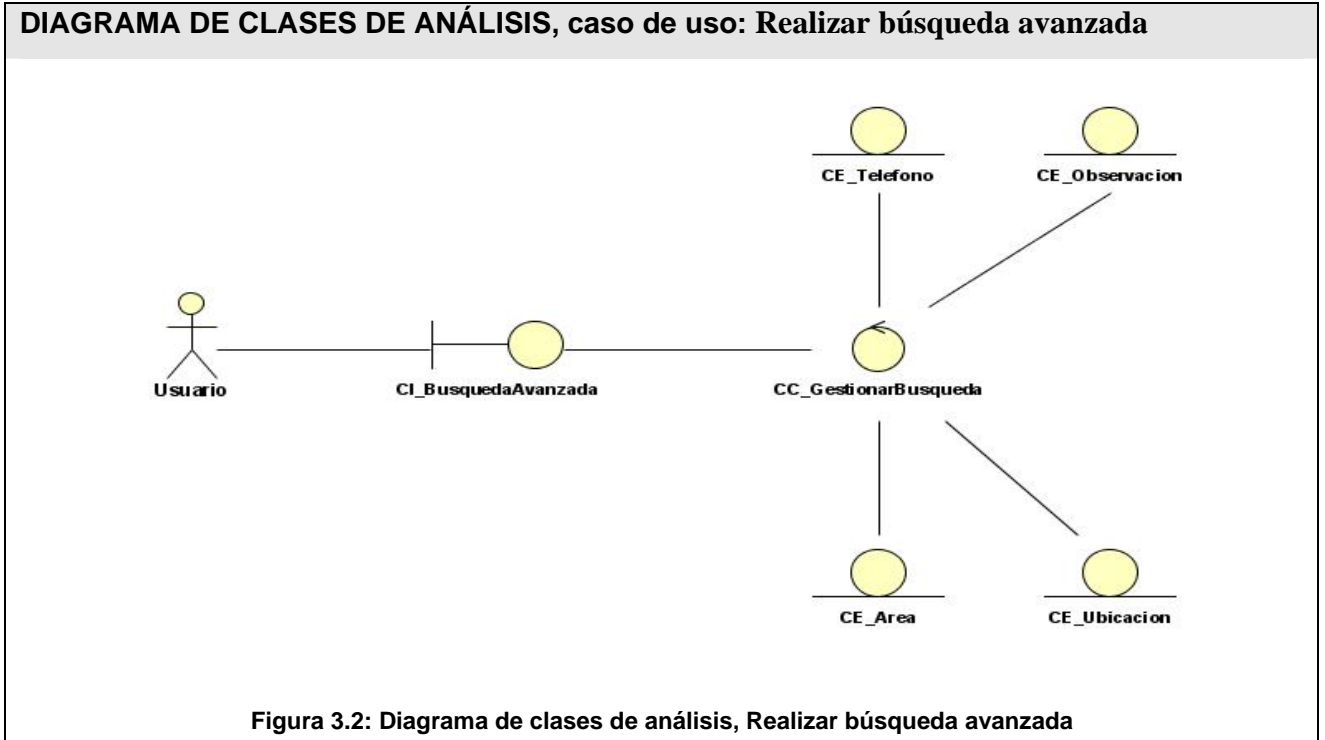 DIAGRAMA DE CLASES DE ANÁLISIS, caso de uso: Realizar búsqueda avanzada
CE_Telefono
CE_Observacion
Usuario
CI_BusquedaAvanzada
CC_GestionarBusqueda
CE_Area
CE_Ubicacion
Figura 3.2: Diagrama de clases de análisis, Realizar búsqueda avanzada